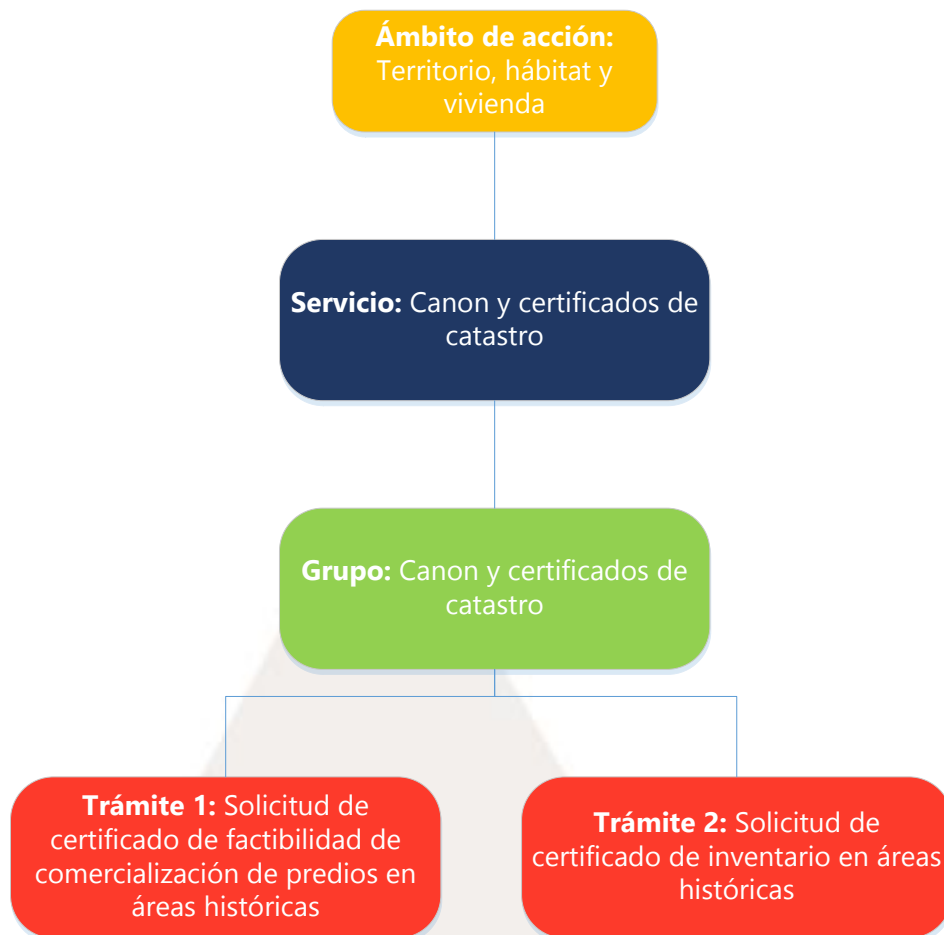 Ámbito de acción:
Territorio, hábitat y
vivienda
Servicio: Canon y certificados de
catastro
Grupo: Canon y certificados de
catastro
Trámite 1: Solicitud de
certificado de factibilidad de
comercialización de predios en
áreas históricas
Trámite 2: Solicitud de
certificado de inventario en áreas
históricas